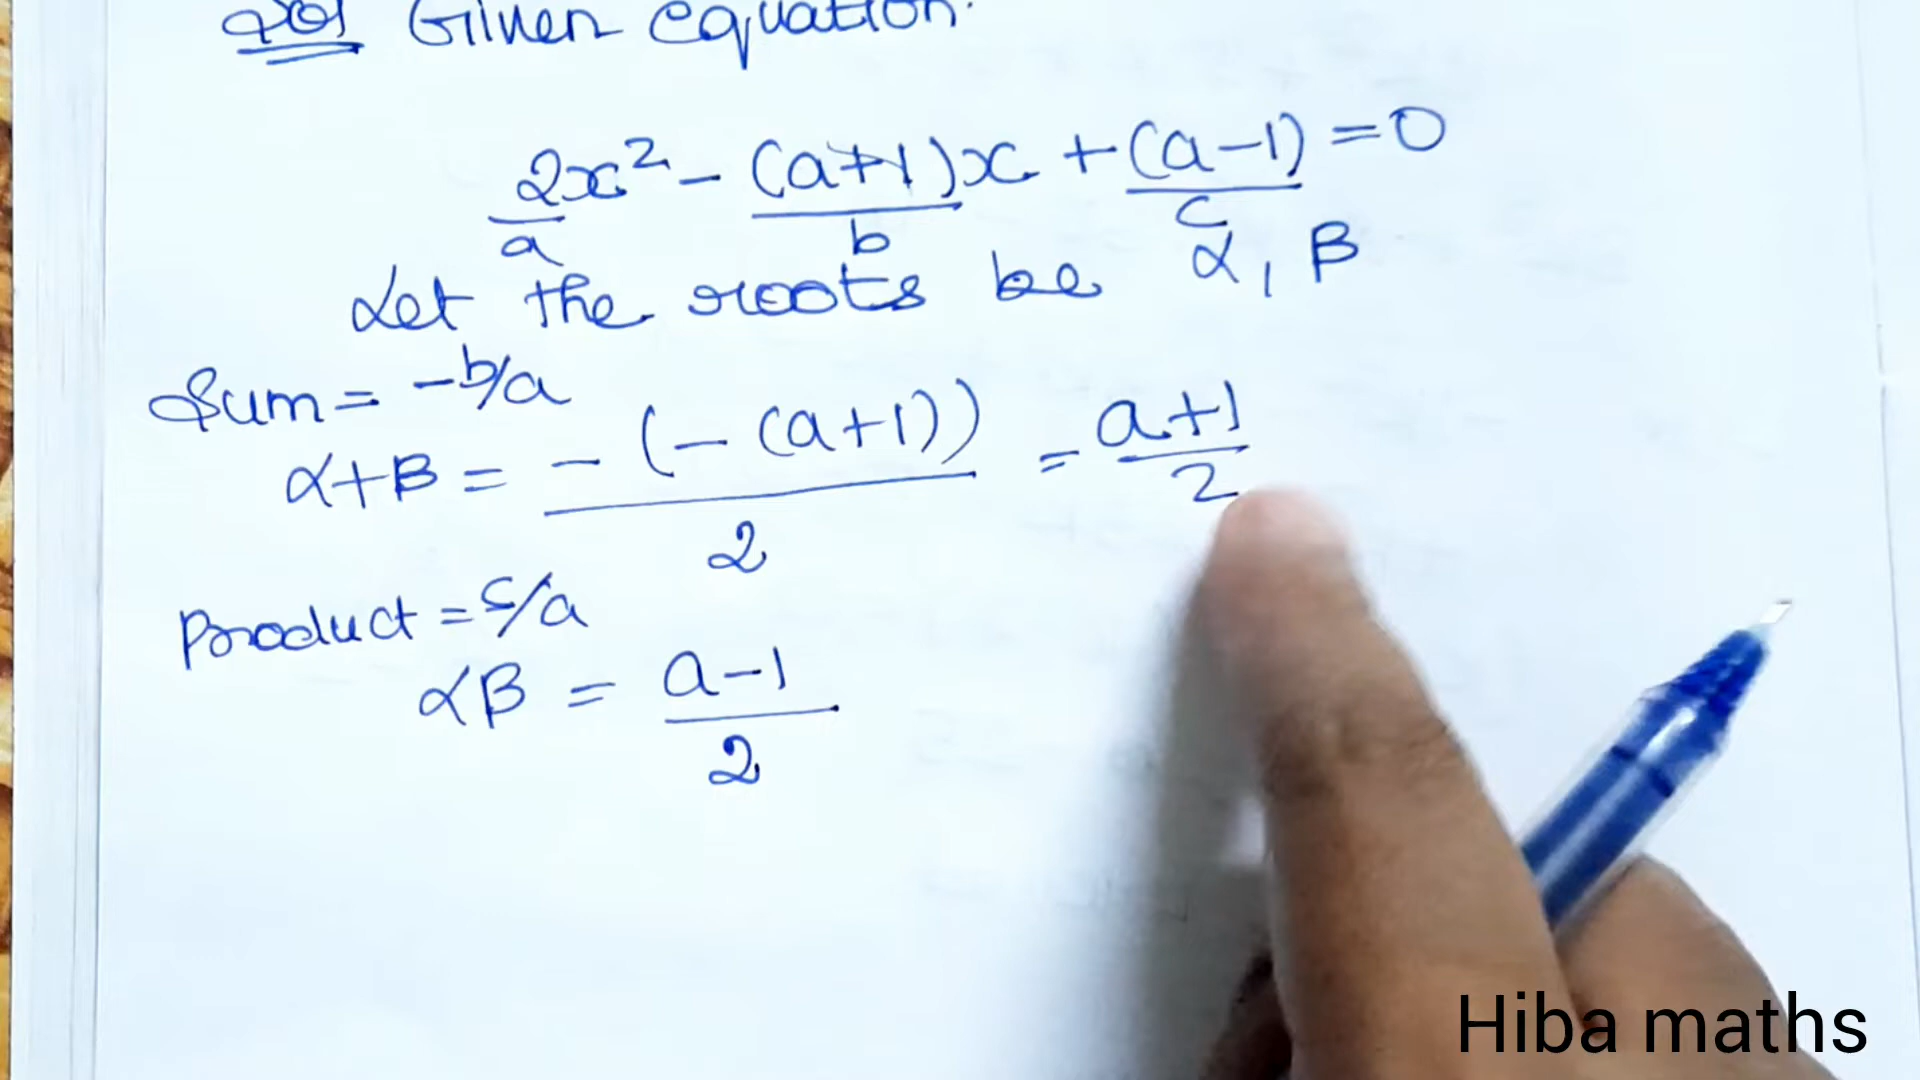 Given equation.
2x² - (a+1)x + (a-1) = 0
a b c
Let the roots be α, β
Sum = -b/a
α+β = -(-(a+1))/2 = a+1/2
Product = c/a
αβ = a-1/2
Hiba maths